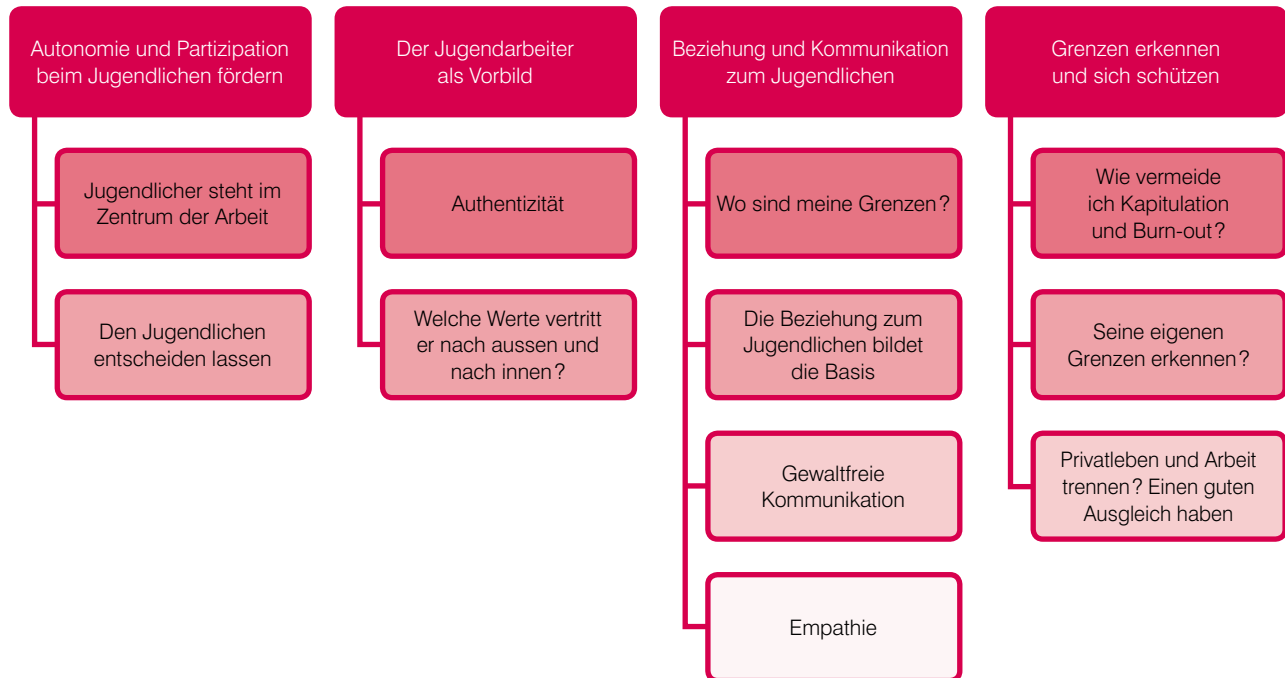 Autonomie und Partizipation
beim Jugendlichen fördern
Jugendlicher steht im
Zentrum der Arbeit
Den Jugendlichen
entscheiden lassen
Der Jugendarbeiter
als Vorbild
Authentizität
Welche Werte vertritt
er nach aussen und
nach innen?
Beziehung und Kommunikation
zum Jugendlichen
Wo sind meine Grenzen?
Die Beziehung zum
Jugendlichen bildet
die Basis
Gewaltfreie
Kommunikation
Empathie
Grenzen erkennen
und sich schützen
Wie vermeide
ich Kapitulation
und Burn-out?
Seine eigenen
Grenzen erkennen?
Privatleben und Arbeit
trennen? Einen guten
Ausgleich haben